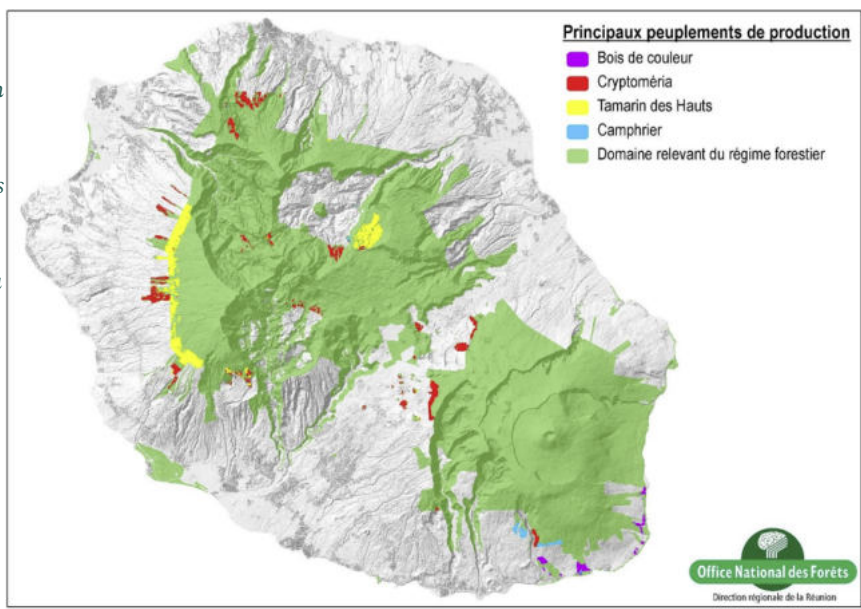 Principaux peuplements de production
Bois de couleur
Cryptoméria
Tamarin des Hauts
Camphrier
Domaine relevant du régime forestier
Office National des Forêts
Direction régionale de la Réunion